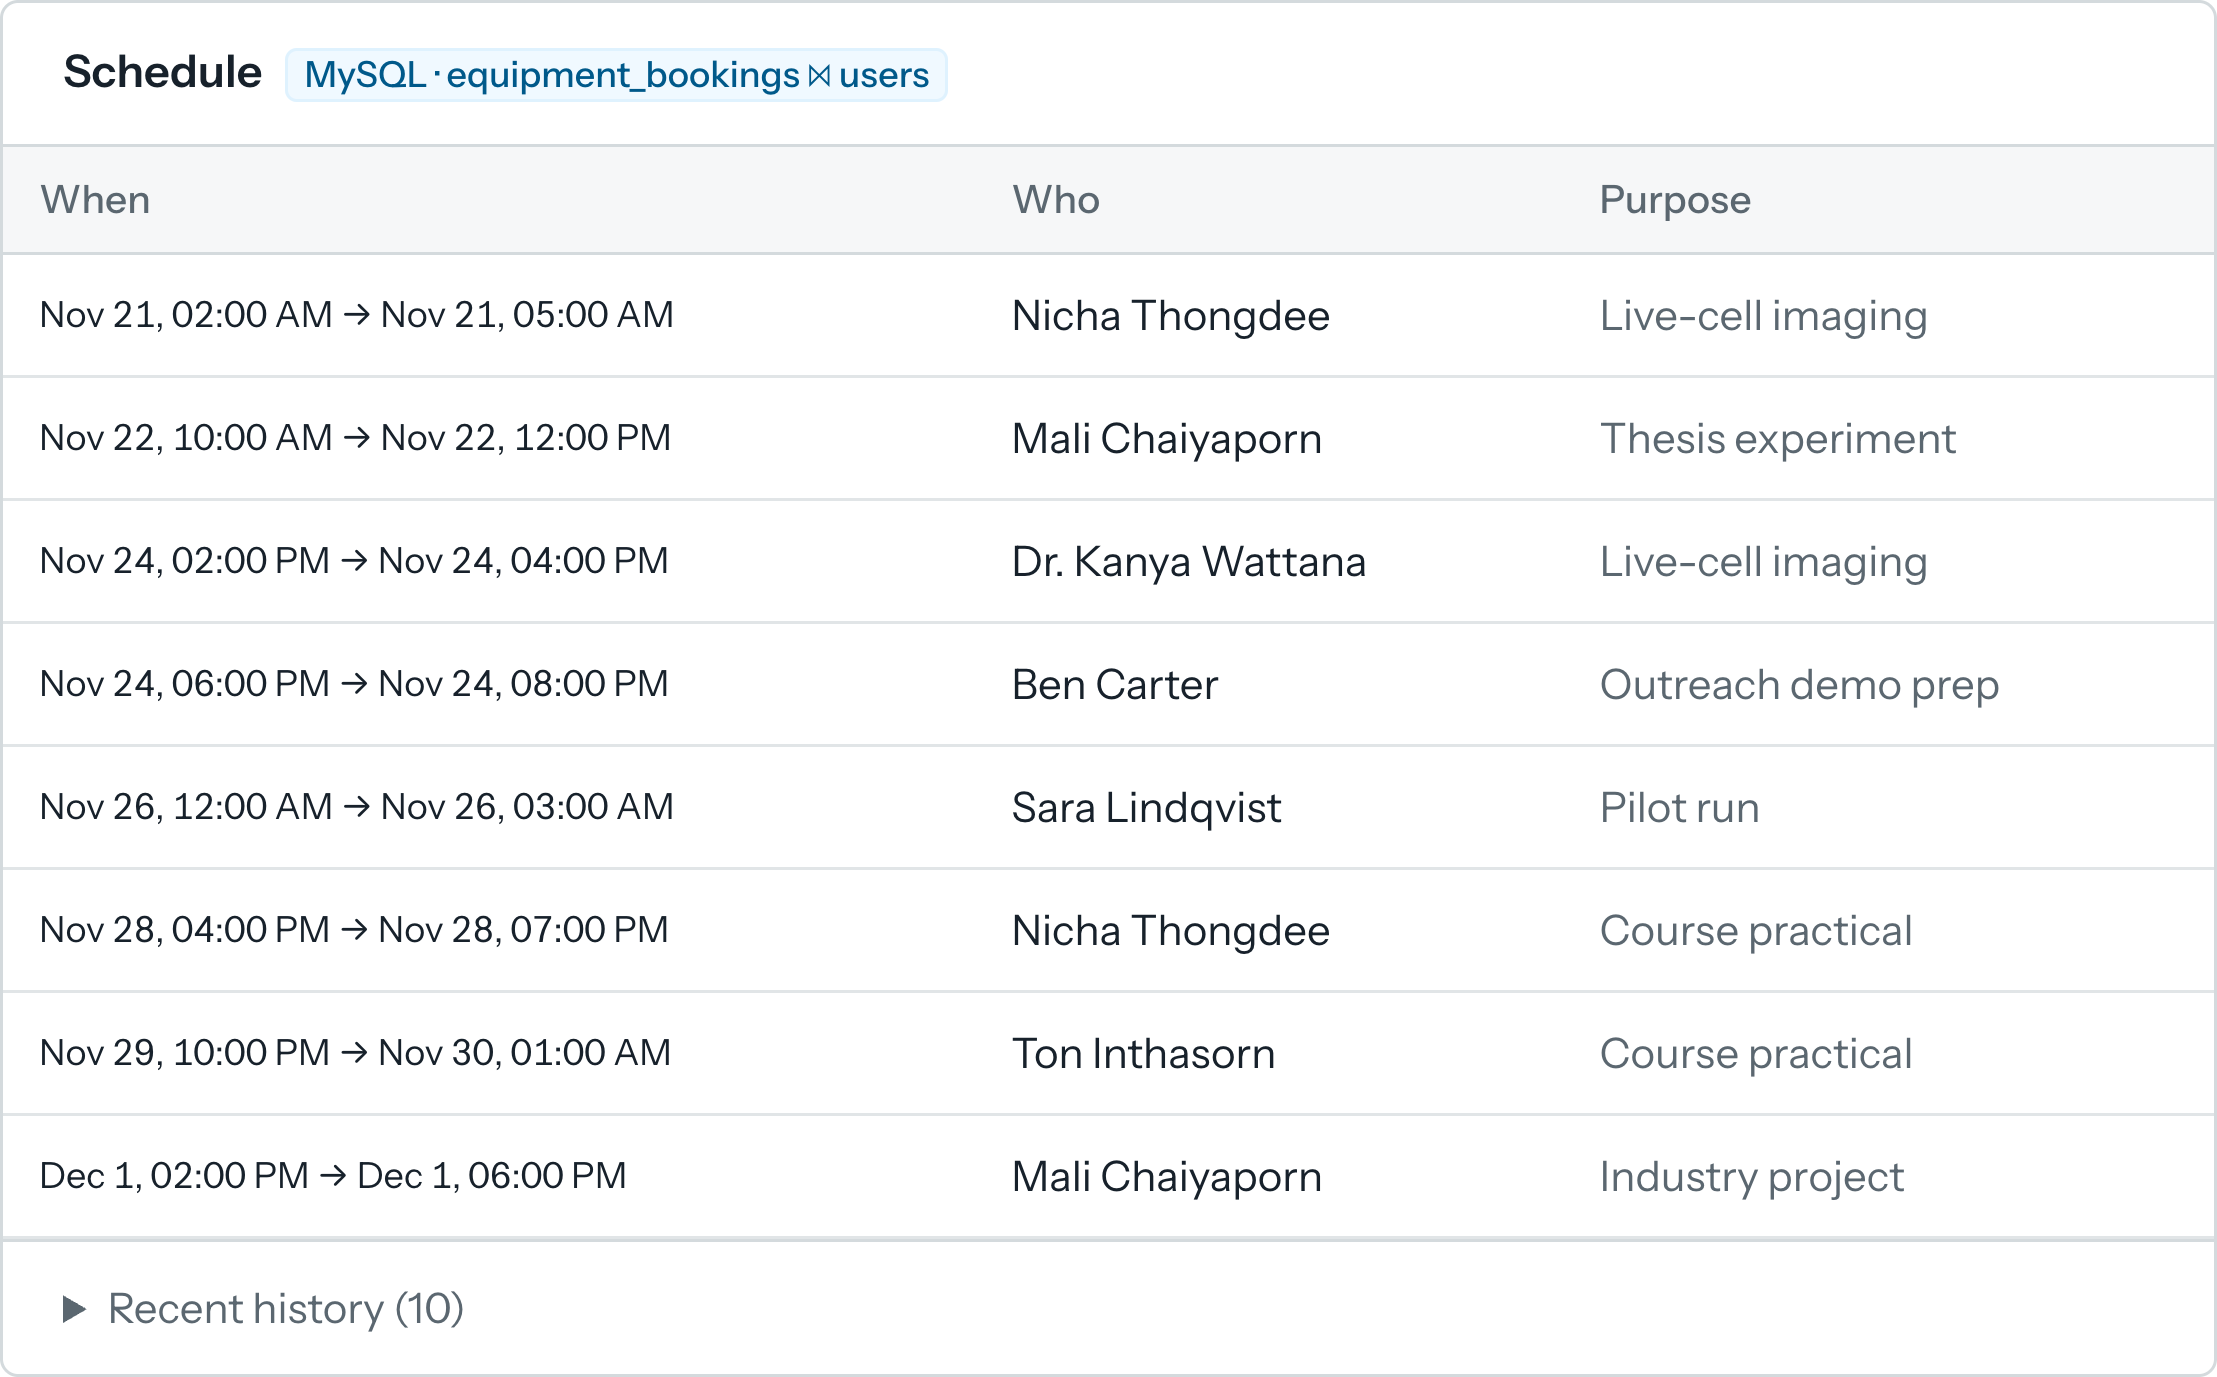 Schedule MySQL · equipment_bookings ⋈ users
When Who Purpose
Nov 21, 02:00 AM → Nov 21, 05:00 AM Nicha Thongdee Live-cell imaging
Nov 22, 10:00 AM → Nov 22, 12:00 PM Mali Chaiyaporn Thesis experiment
Nov 24, 02:00 PM → Nov 24, 04:00 PM Dr. Kanya Wattana Live-cell imaging
Nov 24, 06:00 PM → Nov 24, 08:00 PM Ben Carter Outreach demo prep
Nov 26, 12:00 AM → Nov 26, 03:00 AM Sara Lindqvist Pilot run
Nov 28, 04:00 PM → Nov 28, 07:00 PM Nicha Thongdee Course practical
Nov 29, 10:00 PM → Nov 30, 01:00 AM Ton Inthasorn Course practical
Dec 1, 02:00 PM → Dec 1, 06:00 PM Mali Chaiyaporn Industry project
▶ Recent history (10)